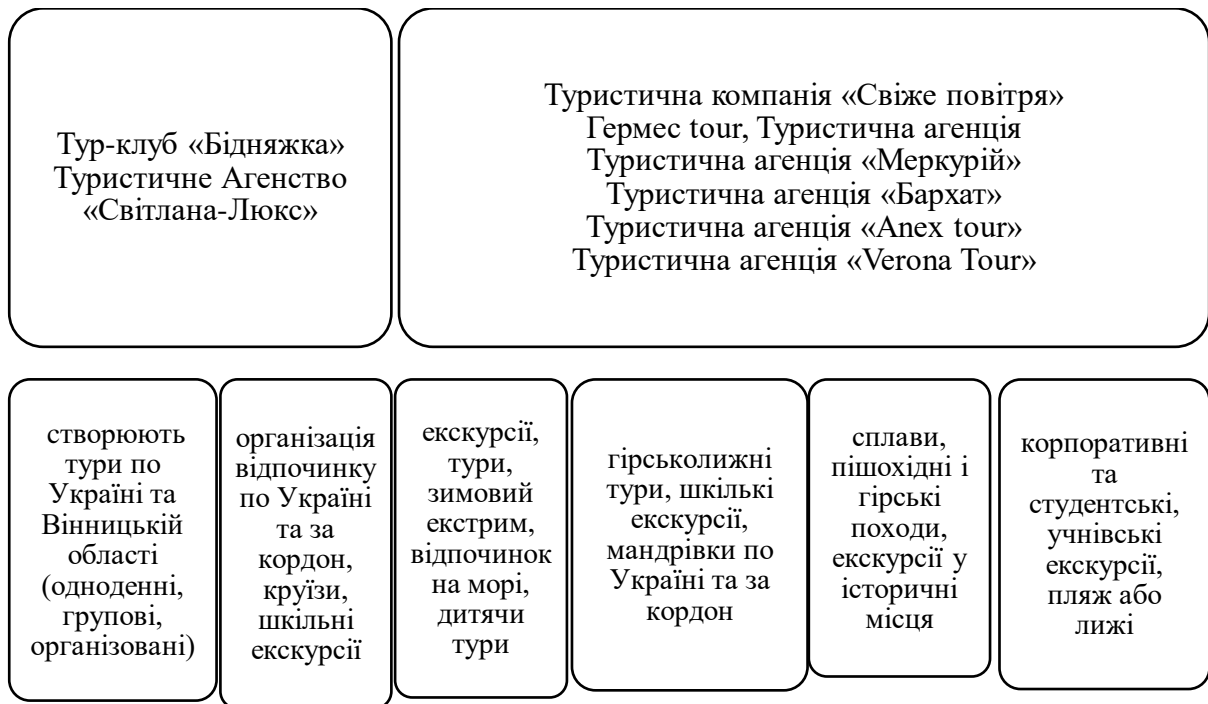 Тур-клуб «Бідняжка»
Туристичне Агенство
«Світлана-Люкс»
Туристична компанія «Свіже повітря»
Гермес tour, Туристична агенція
Туристична агенція «Меркурій»
Туристична агенція «Бархат»
Туристична агенція «Anex tour»
Туристична агенція «Verona Tour»
створюють
тури по
Україні та
Вінницькій
області
(одноденні,
групові,
організовані)
організація
відпочинку
по Україні
та за
кордон,
круїзи,
шкільні
екскурсії
екскурсії,
тури,
зимовий
екстрим,
відпочинок
на морі,
дитячи
тури
гірськолижні
тури, шкількі
екскурсії,
мандрівки по
Україні та за
кордон
сплави,
пішохідні і
гірські
походи,
екскурсії у
історичні
місця
корпоративні
та
студентські,
учнівські
екскурсії,
пляж або
лижі